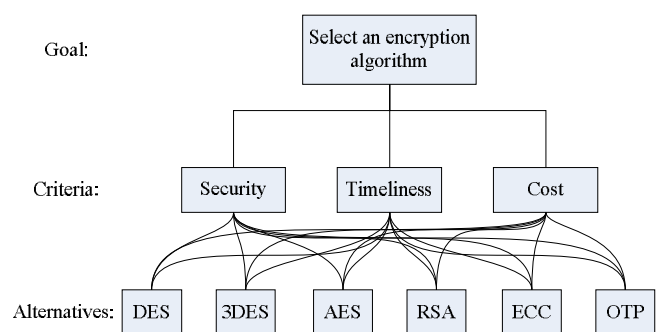 Goal:
Select an encryption
algorithm
Criteria:
Security
Timeliness
Cost
Alternatives:
DES
3DES
AES
RSA
ECC
OTP